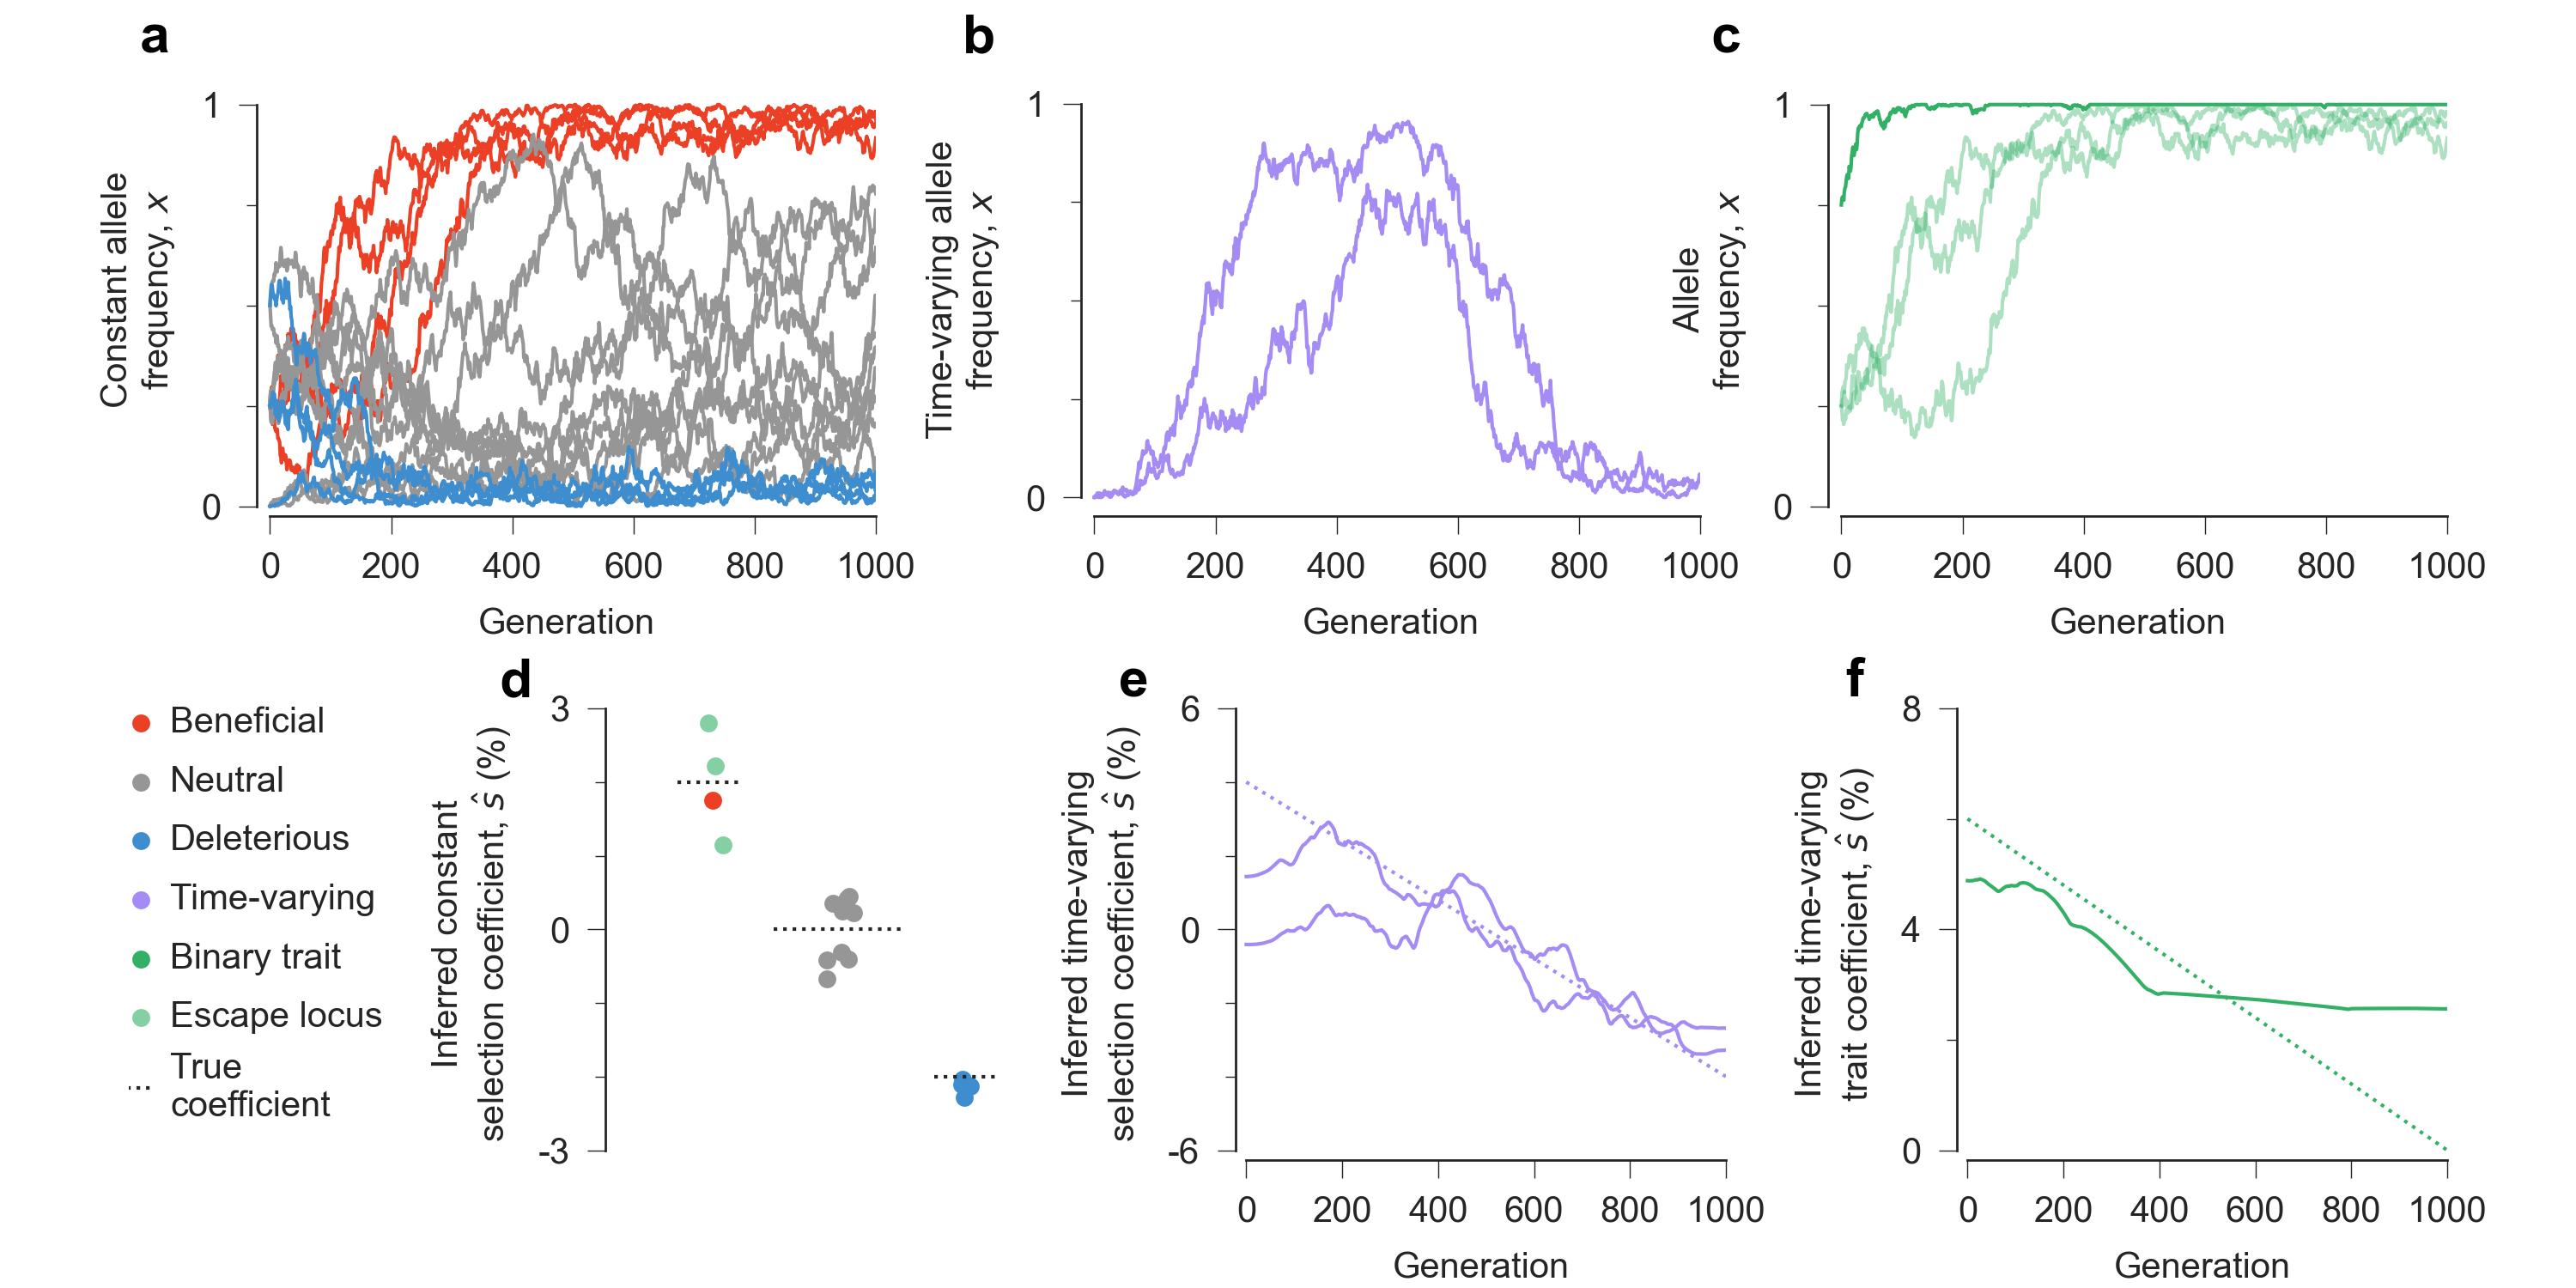 a
Constant allele
frequency, x
1
0
0 200 400 600 800 1000
Generation
b
Time-varying allele
frequency, x
1
0
0 200 400 600 800 1000
Generation
c
Allele
frequency, x
1
0
0 200 400 600 800 1000
Generation
Beneficial
Neutral
Deleterious
Time-varying
Binary trait
Escape locus
True
coefficient
d
Inferred constant
selection coefficient, ŝ (%)
3
0
-3
e
Inferred time-varying
selection coefficient, ŝ (%)
6
0
-6
0 200 400 600 800 1000
Generation
f
Inferred time-varying
trait coefficient, ŝ (%)
8
4
0
0 200 400 600 800 1000
Generation